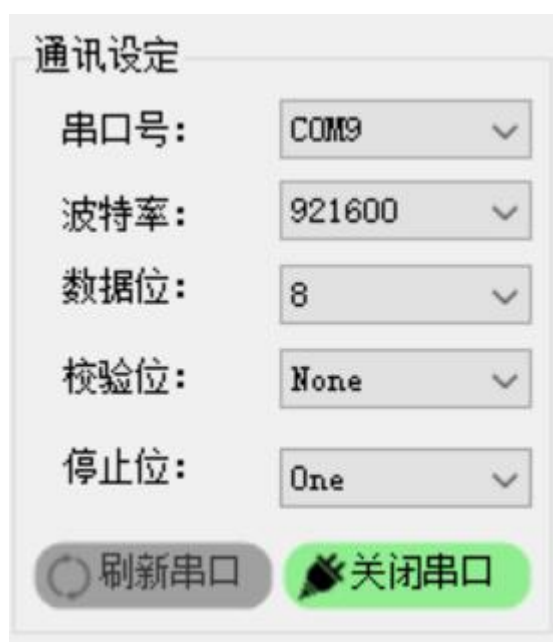 通讯设定
串口号: COM9
波特率: 921600
数据位: 8
校验位: None
停止位: One
刷新串口 关闭串口